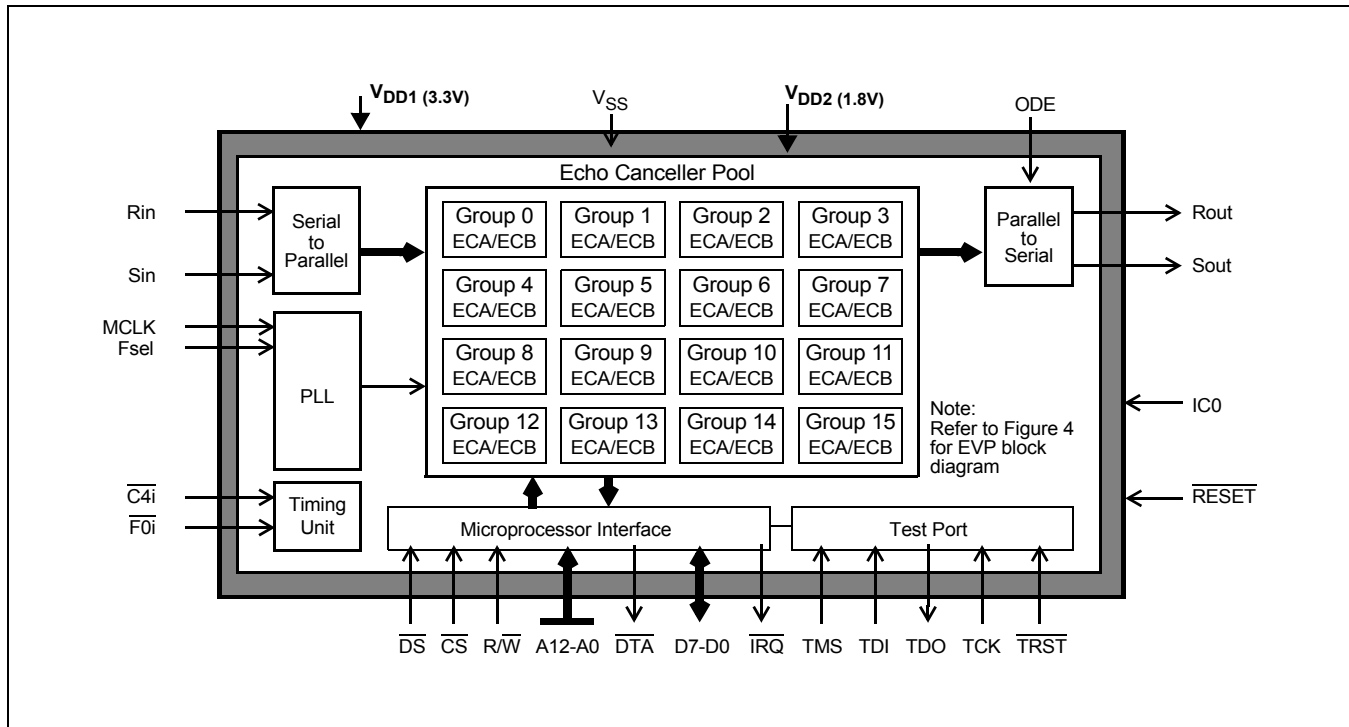 VDD1 (3.3V)
VSS
VDD2 (1.8V)
ODE
Echo Canceller Pool
Rin
Sin
MCLK
Fsel
C4i
F0i
Serial
to
Parallel
PLL
Timing
Unit
Group 0
ECA/ECB
Group 1
ECA/ECB
Group 2
ECA/ECB
Group 3
ECA/ECB
Group 4
ECA/ECB
Group 5
ECA/ECB
Group 6
ECA/ECB
Group 7
ECA/ECB
Group 8
ECA/ECB
Group 9
ECA/ECB
Group 10
ECA/ECB
Group 11
ECA/ECB
Group 12
ECA/ECB
Group 13
ECA/ECB
Group 14
ECA/ECB
Group 15
ECA/ECB
Parallel
to
Serial
Rout
Sout
Note:
Refer to Figure 4
for EVP block
diagram
IC0
RESET
Microprocessor Interface
Test Port
DS
CS
R/W
A12-A0
DTA
D7-D0
IRQ
TMS
TDI
TDO
TCK
TRST